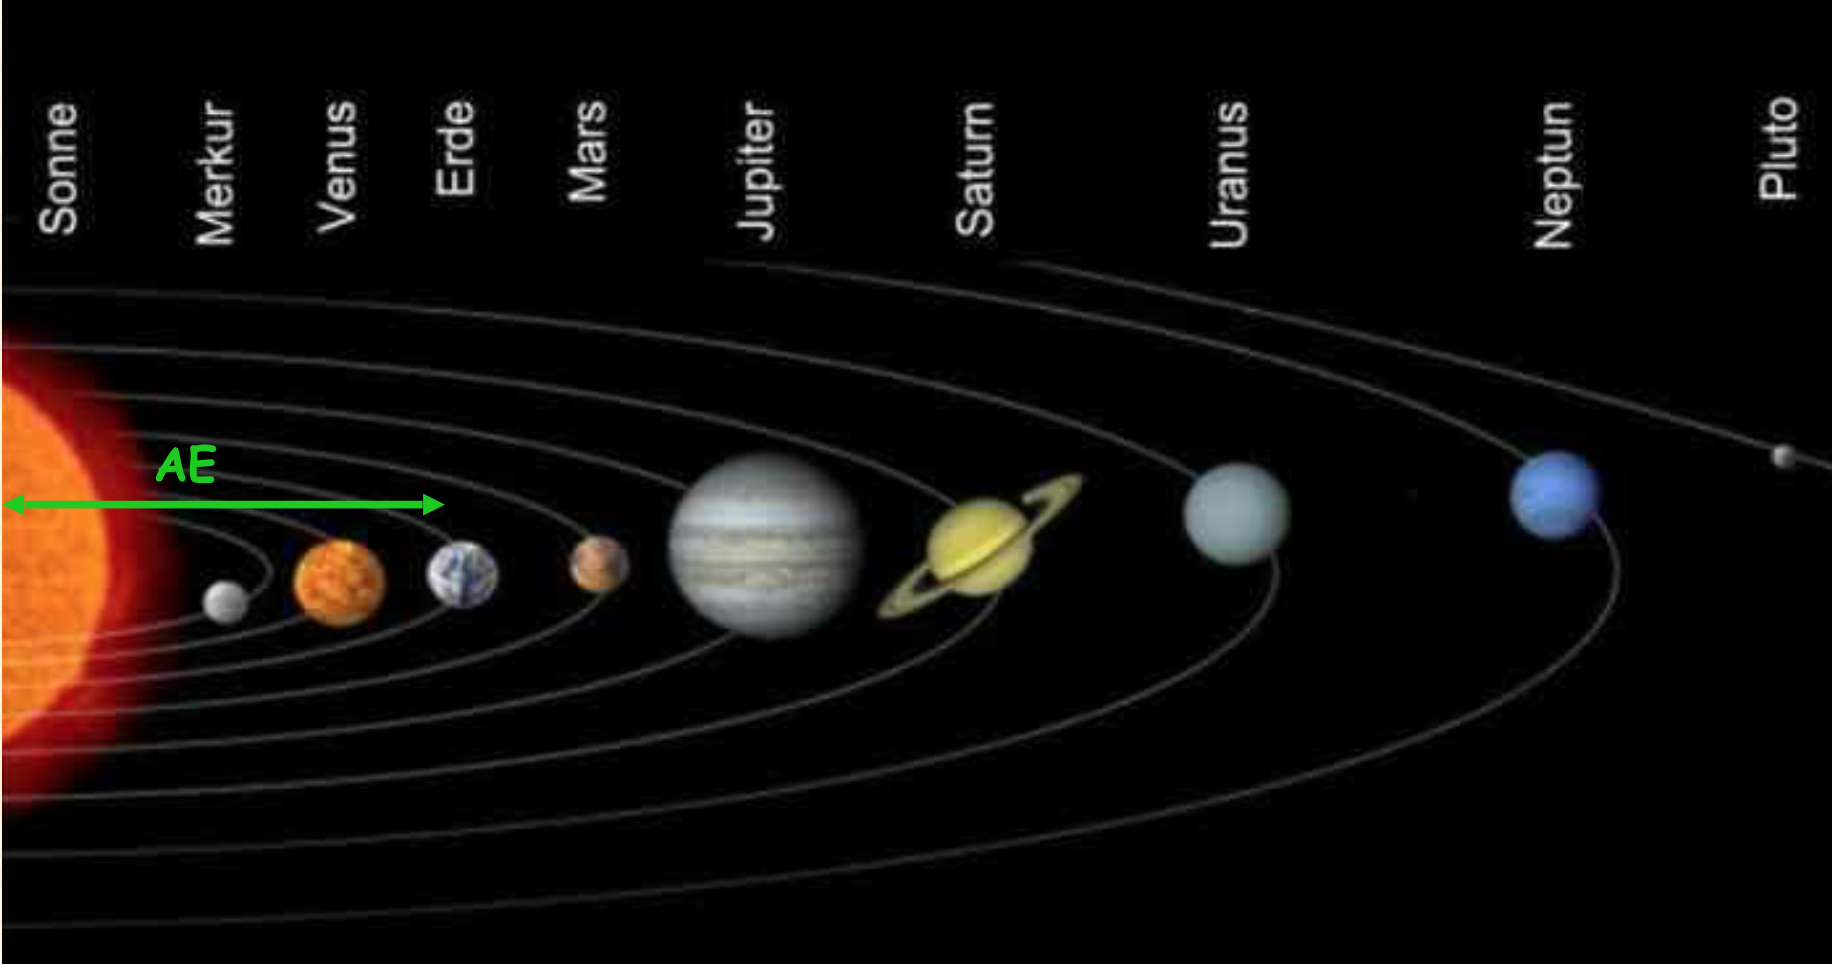 Sonne
Merkur
Venus
Erde
Mars
Jupiter
Saturn
Uranus
Neptun
Pluto
AE